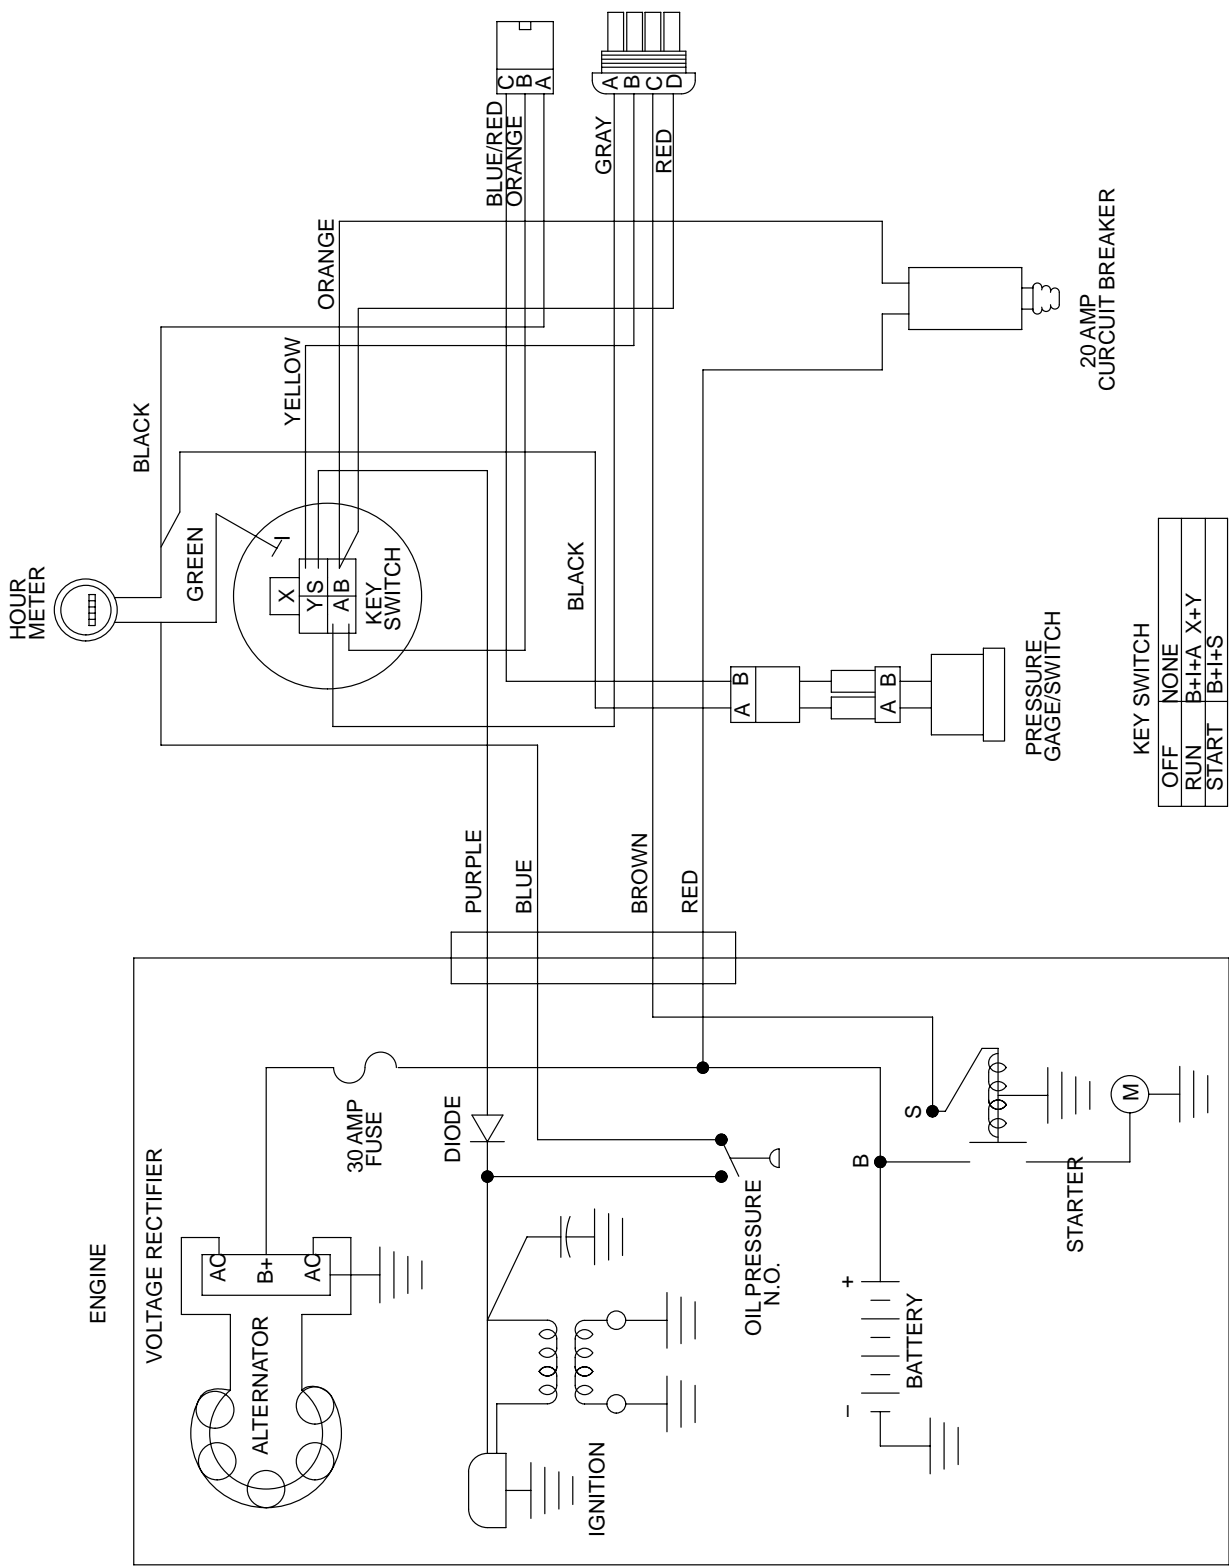 ENGINE
VOLTAGE RECTIFIER
AC
B+
AC
ALTERNATOR
30 AMP
FUSE
DIODE
IGNITION
OIL PRESSURE
N.O.
− +
BATTERY
B
S
M
STARTER
PURPLE
BLUE
BROWN
RED
HOUR
METER
BLACK
GREEN
I
X
Y S
A B
KEY
SWITCH
YELLOW
ORANGE
BLACK
A B
A B
PRESSURE
GAGE/SWITCH
BLUE/RED
ORANGE
C
B
A
GRAY
RED
A
B
C
D
20 AMP
CURCUIT BREAKER
KEY SWITCH
OFF NONE
RUN B+I+A X+Y
START B+I+S